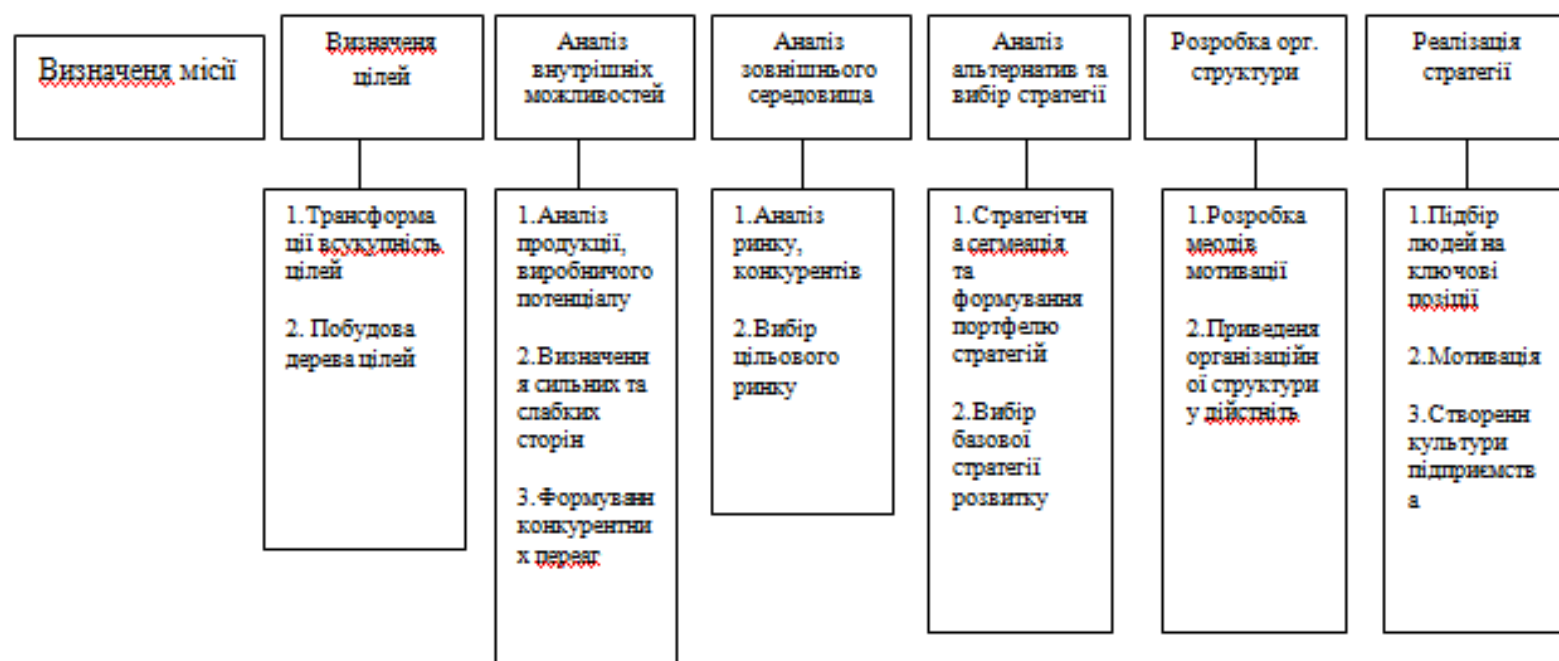 Визначеня місії
Визначеня
цілей
Аналіз
внутрішніх
можливостей
Аналіз
зовнішнього
середовища
Аналіз
альтернатив та
вибір стратегії
Розробка орг.
структури
Реалізація
стратегії
1.Трансформа
ції всукупність
цілей
2. Побудова
дерева цілей
1.Аналіз
продукції,
виробничого
потенціалу
2.Визначенн
я сильних та
слабких
сторін
3.Формуванн
конкурентни
х переаг
1.Аналіз
ринку,
конкурентів
2.Вибір
цільового
ринку
1.Стратегічн
а сегмеація
та
формування
портфелю
стратегій
2.Вибір
базової
стратегії
розвитку
1.Розробка
меолів
мотивації
2.Приведеня
організаційн
ої структури
у дійстніть
1.Підбір
людей на
ключові
позіції
2.Мотивація
3.Створенн
культури
підприємств
а